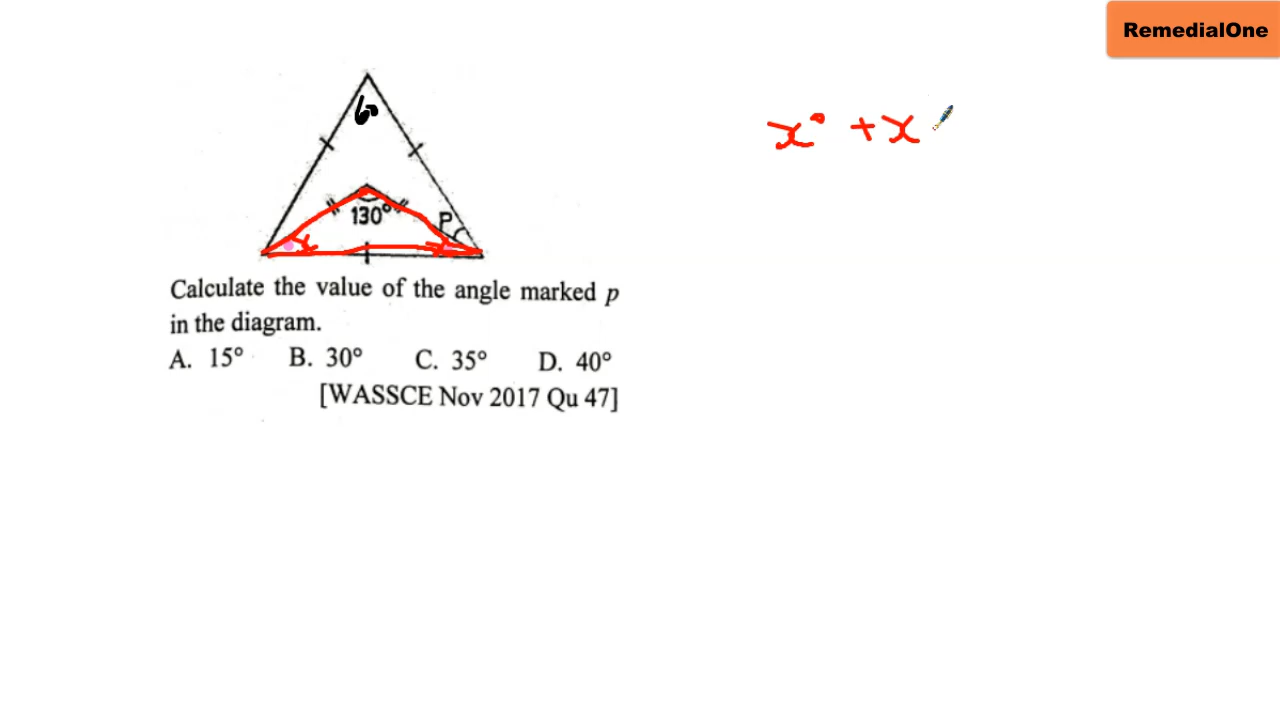 RemedialOne
60
x° + x
130°
P
x x
Calculate the value of the angle marked p
in the diagram.
A. 15° B. 30° C. 35° D. 40°
[WASSCE Nov 2017 Qu 47]